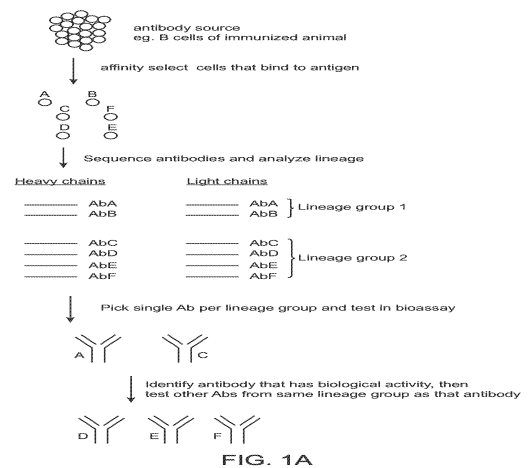 antibody source
eg. B cells of immunized animal
affinity select cells that bind to antigen
A B
C F
D E
Sequence antibodies and analyze lineage
Heavy chains Light chains
AbA AbA
AbB AbB
Lineage group 1
AbC AbC
AbD AbD
AbE AbE
AbF AbF
Lineage group 2
Pick single Ab per lineage group and test in bioassay
A C
Identify antibody that has biological activity, then
test other Abs from same lineage group as that antibody
D E F
FIG. 1A